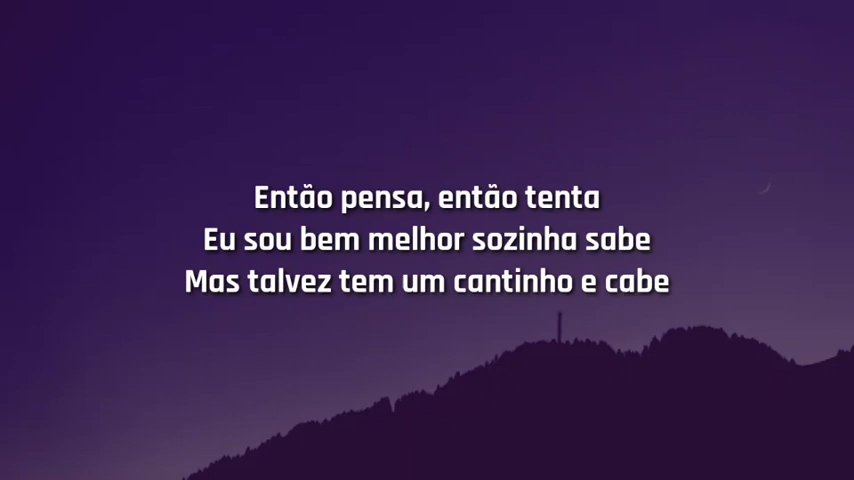 Então pensa, então tenta
Eu sou bem melhor sozinha sabe
Mas talvez tem um cantinho e cabe